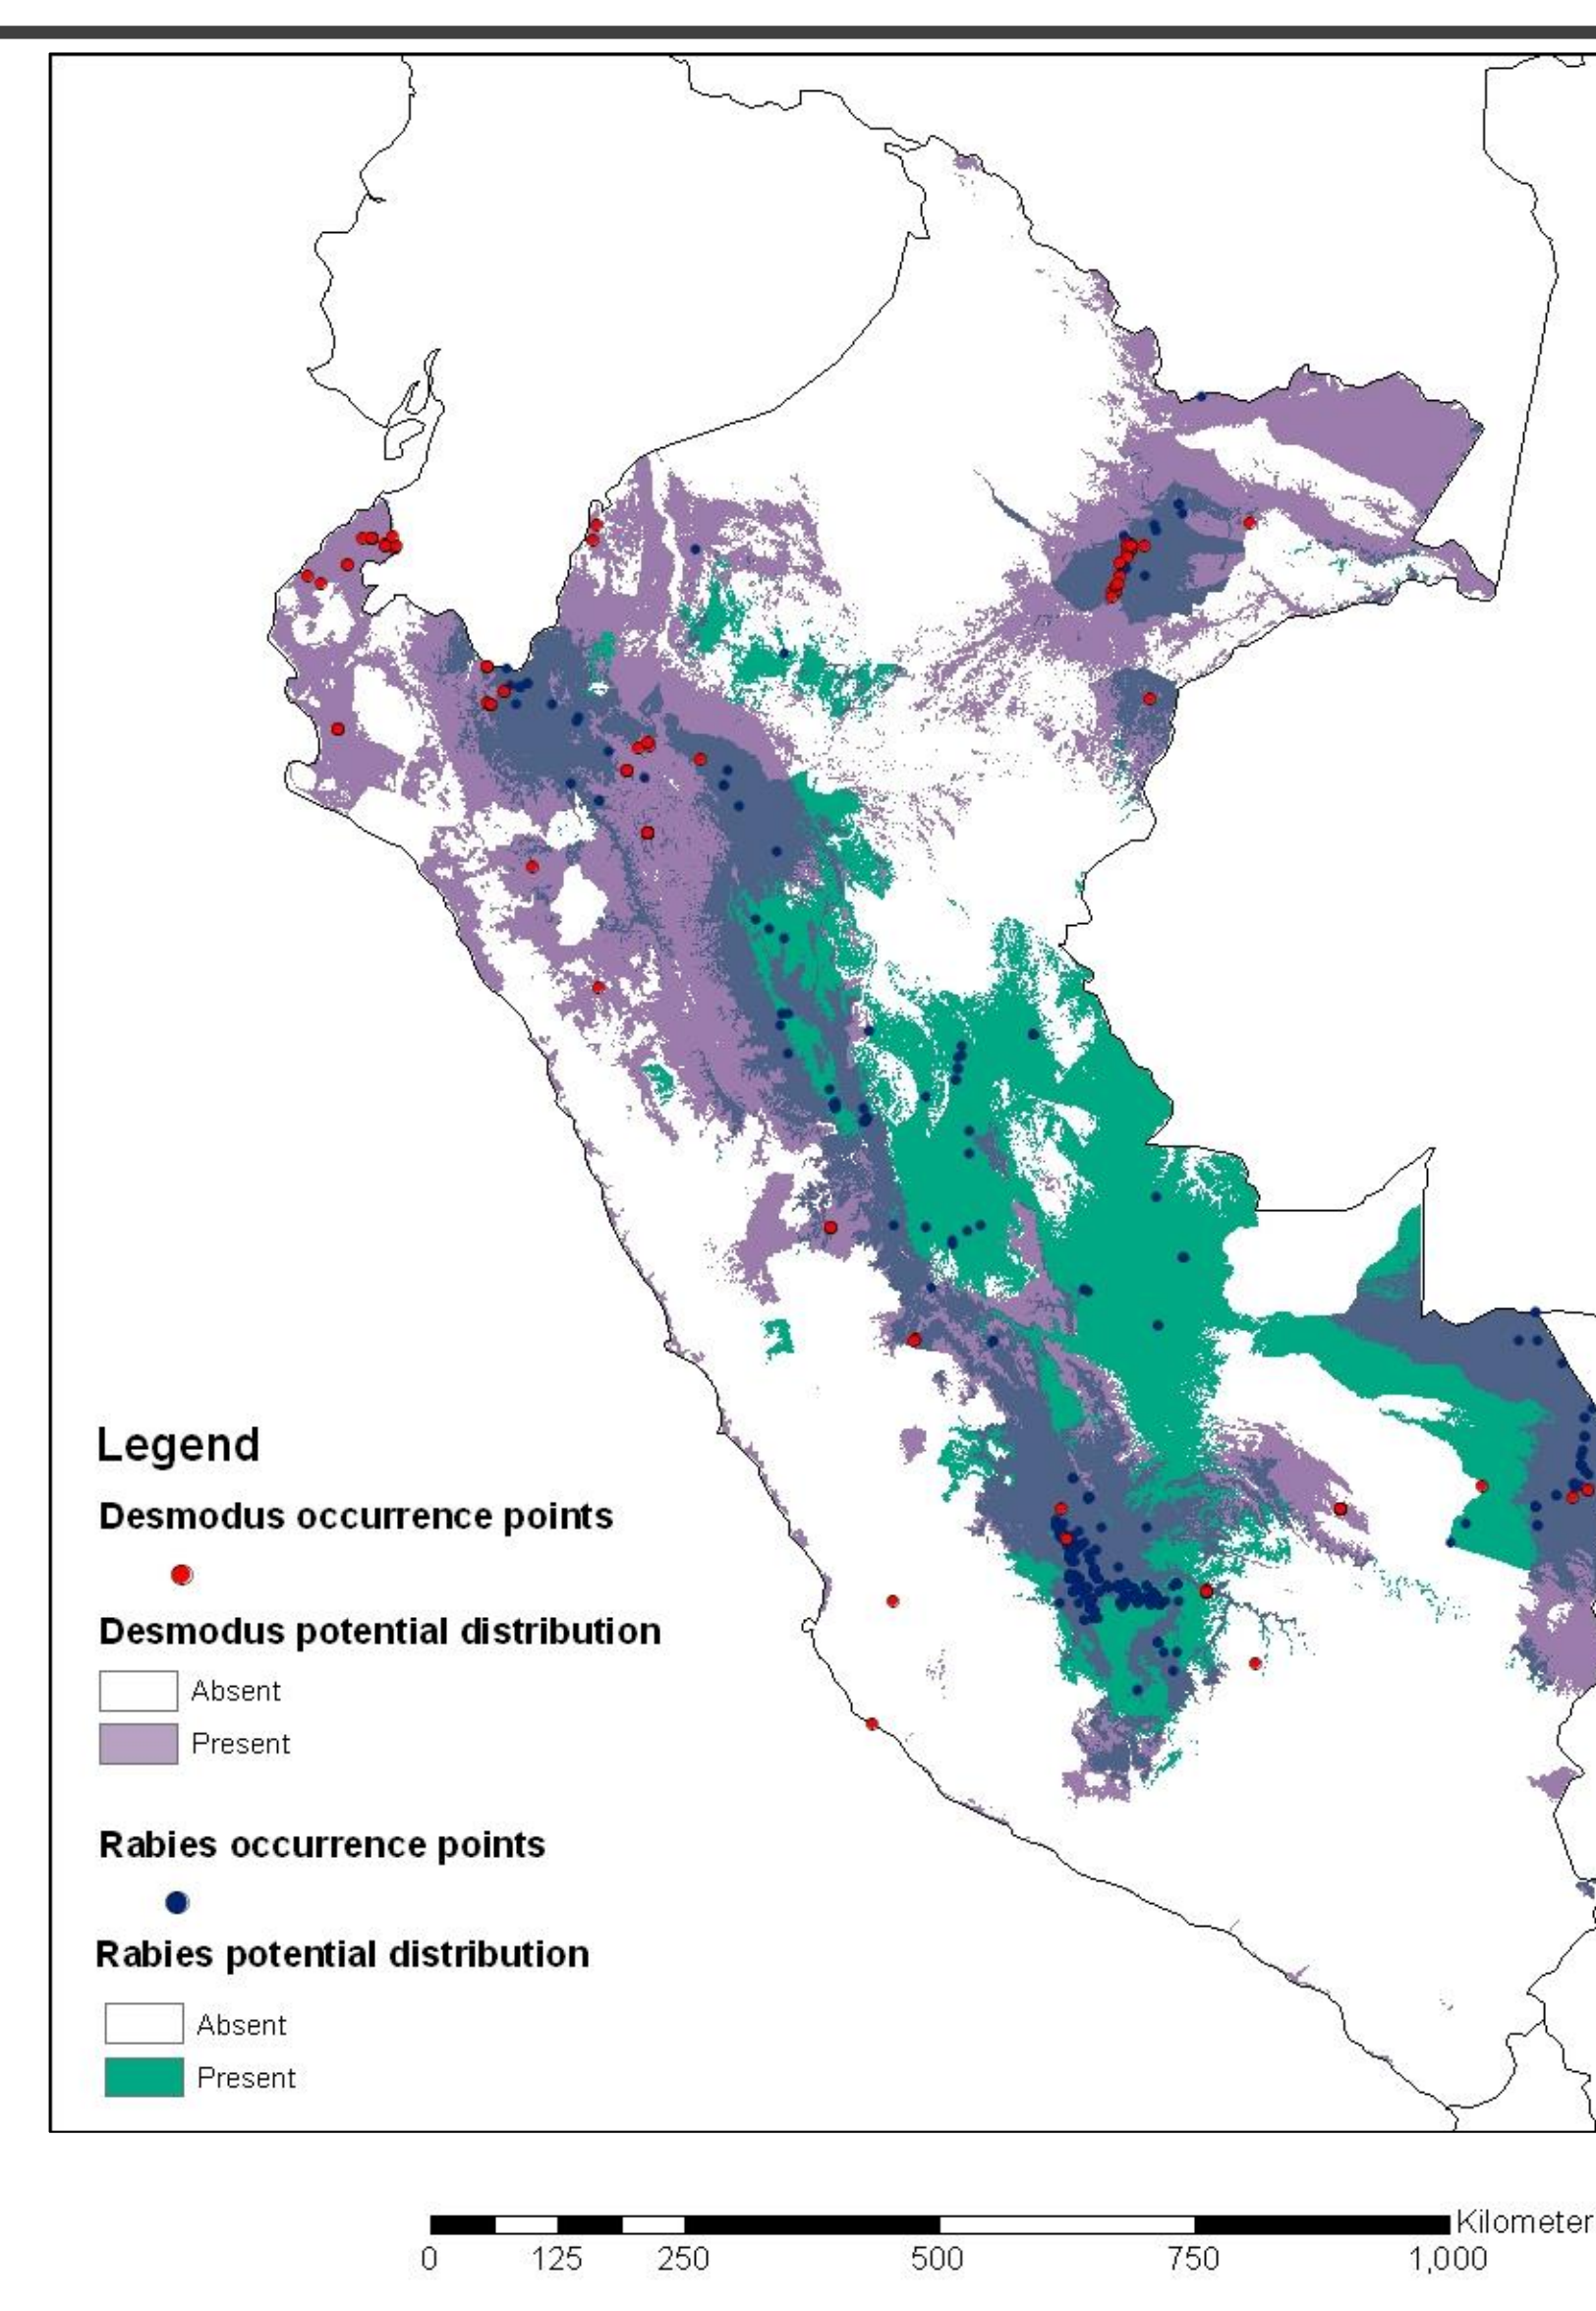 Legend
Desmodus occurrence points
Desmodus potential distribution
Absent
Present
Rabies occurrence points
Rabies potential distribution
Absent
Present
Kilometer
0 125 250 500 750 1,000